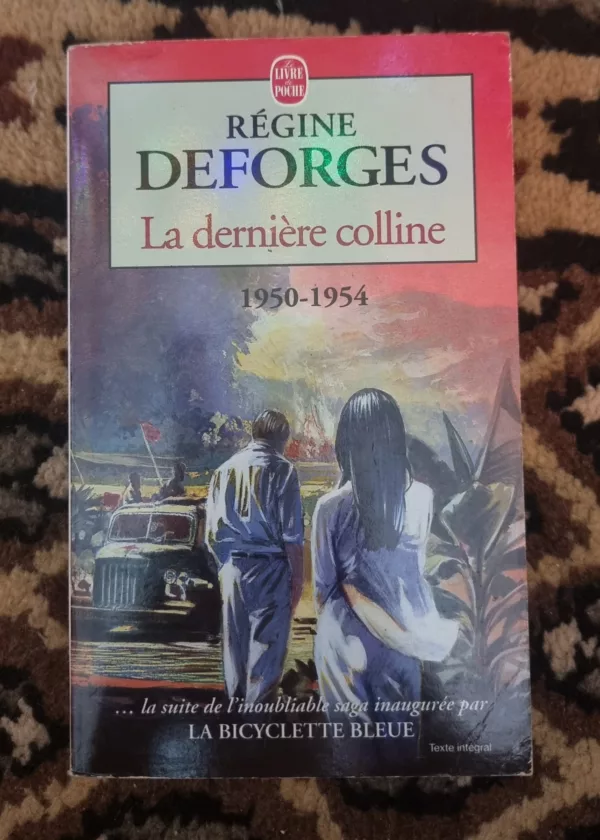 Le
LIVRE
de
POCHE
RÉGINE
DEFORGES
La dernière colline
1950-1954
... la suite de l'inoubliable saga inaugurée par
LA BICYCLETTE BLEUE
Texte intégral